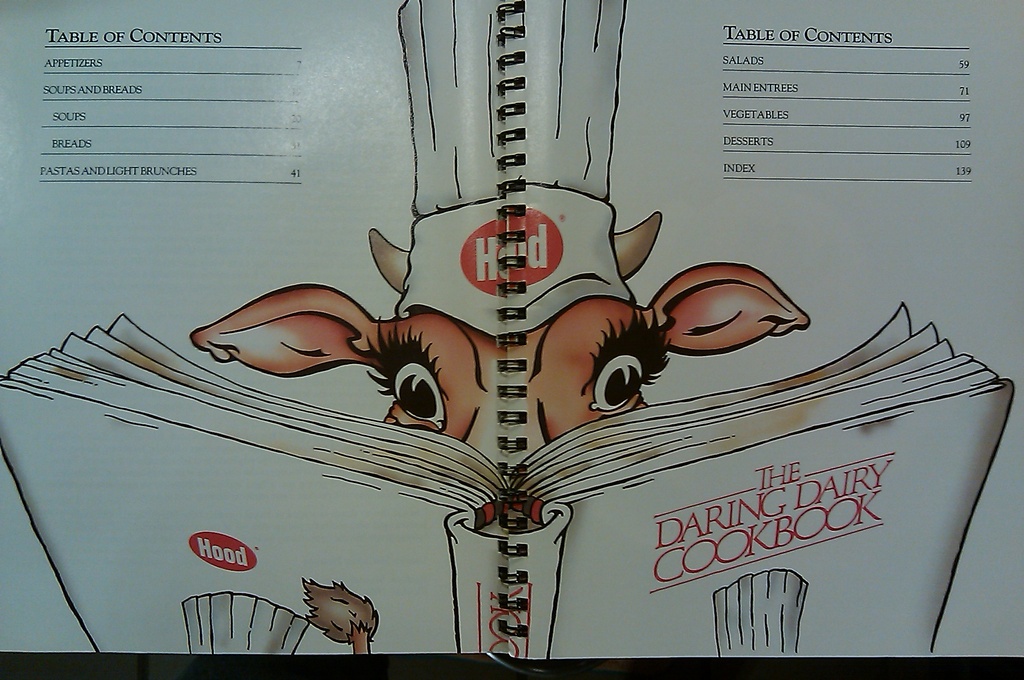 TABLE OF CONTENTS
APPETIZERS 7
SOUPS AND BREADS
SOUPS
BREADS
PASTAS AND LIGHT BRUNCHES 41
TABLE OF CONTENTS
SALADS 59
MAIN ENTREES 71
VEGETABLES 97
DESSERTS 109
INDEX 139
Hood
THE
DARING DAIRY
COOKBOOK
Hood